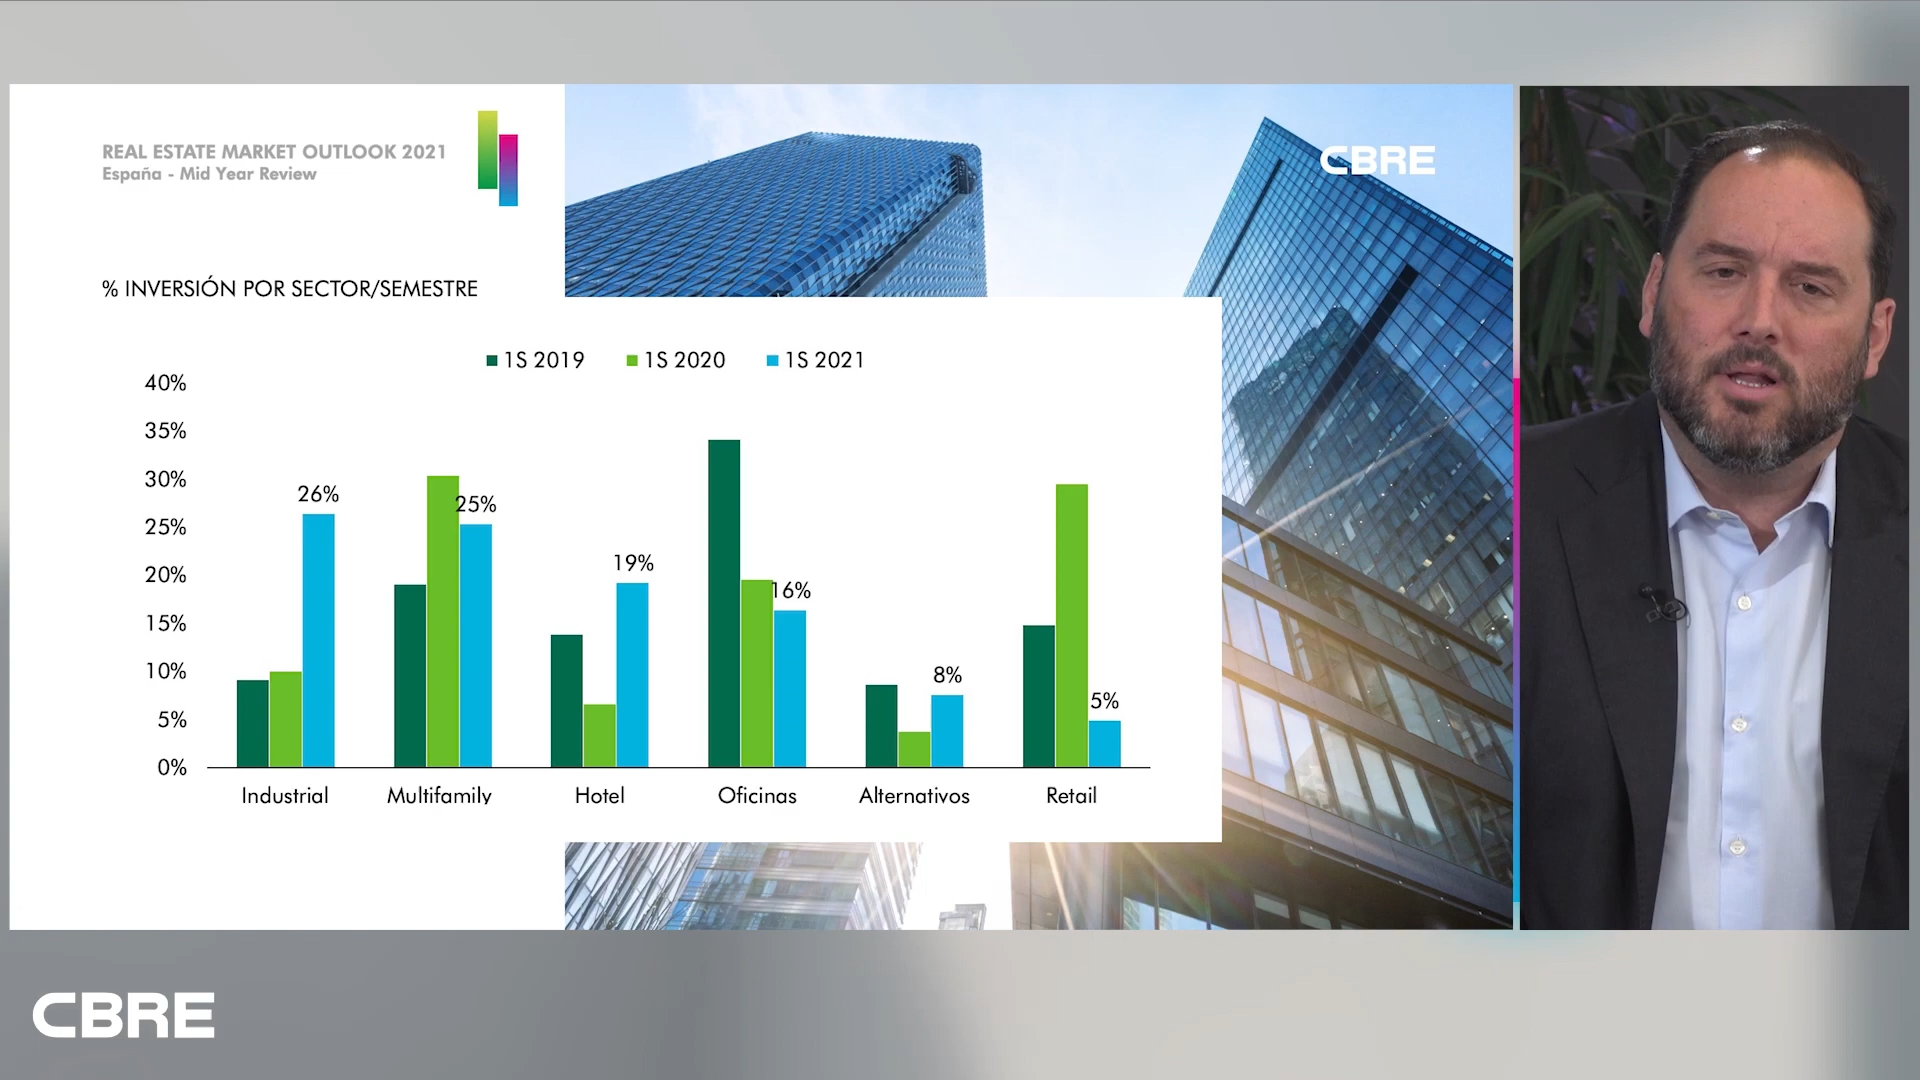 REAL ESTATE MARKET OUTLOOK 2021
España - Mid Year Review
CBRE
% INVERSIÓN POR SECTOR/SEMESTRE
1S 2019 1S 2020 1S 2021
40%
35%
30%
25%
20%
15%
10%
5%
0%
26%
25%
19%
16%
8%
5%
Industrial Multifamily Hotel Oficinas Alternativos Retail
CBRE